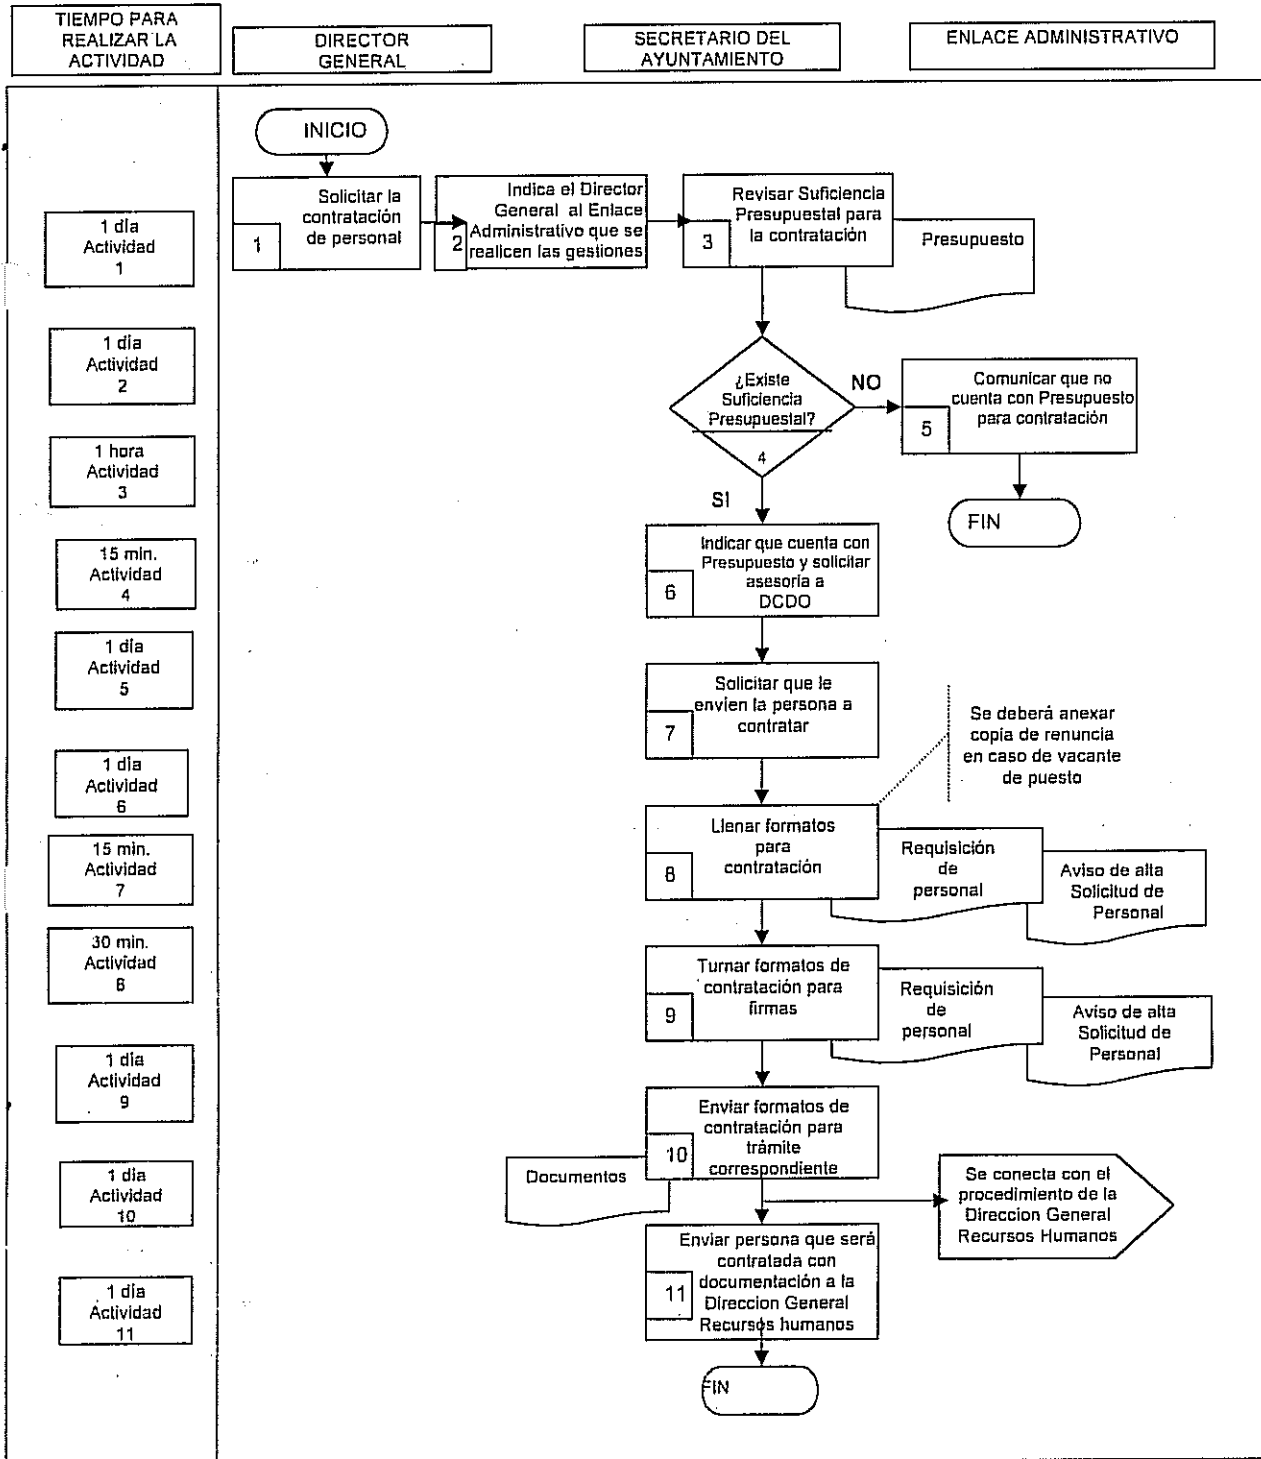 TIEMPO PARA
REALIZAR LA
ACTIVIDAD
DIRECTOR
GENERAL
SECRETARIO DEL
AYUNTAMIENTO
ENLACE ADMINISTRATIVO
INICIO
1 día
Actividad
1
Solicitar la
contratación
de personal
1
Indica el Director
General al Enlace
Administrativo que se
realicen las gestiones
2
Revisar Suficiencia
Presupuestal para
la contratación
3
Presupuesto
1 día
Actividad
2
¿Existe
Suficiencia
Presupuestal?
4
NO
Comunicar que no
cuenta con Presupuesto
para contratación
5
1 hora
Actividad
3
SI
FIN
15 min.
Actividad
4
Indicar que cuenta con
Presupuesto y solicitar
asesoría a
DCDO
6
1 día
Actividad
5
Solicitar que le
envíen la persona a
contratar
7
Se deberá anexar
copia de renuncia
en caso de vacante
de puesto
1 día
Actividad
6
Llenar formatos
para
contratación
8
Requisición
de
personal
Aviso de alta
Solicitud de
Personal
15 min.
Actividad
7
30 min.
Actividad
8
Turnar formatos de
contratación para
firmas
9
Requisición
de
personal
Aviso de alta
Solicitud de
Personal
1 día
Actividad
9
Enviar formatos de
contratación para
trámite
correspondiente
10
Documentos
Se conecta con el
procedimiento de la
Direccion General
Recursos Humanos
1 día
Actividad
10
Enviar persona que será
contratada con
documentación a la
Direccion General
Recursos humanos
11
1 día
Actividad
11
FIN